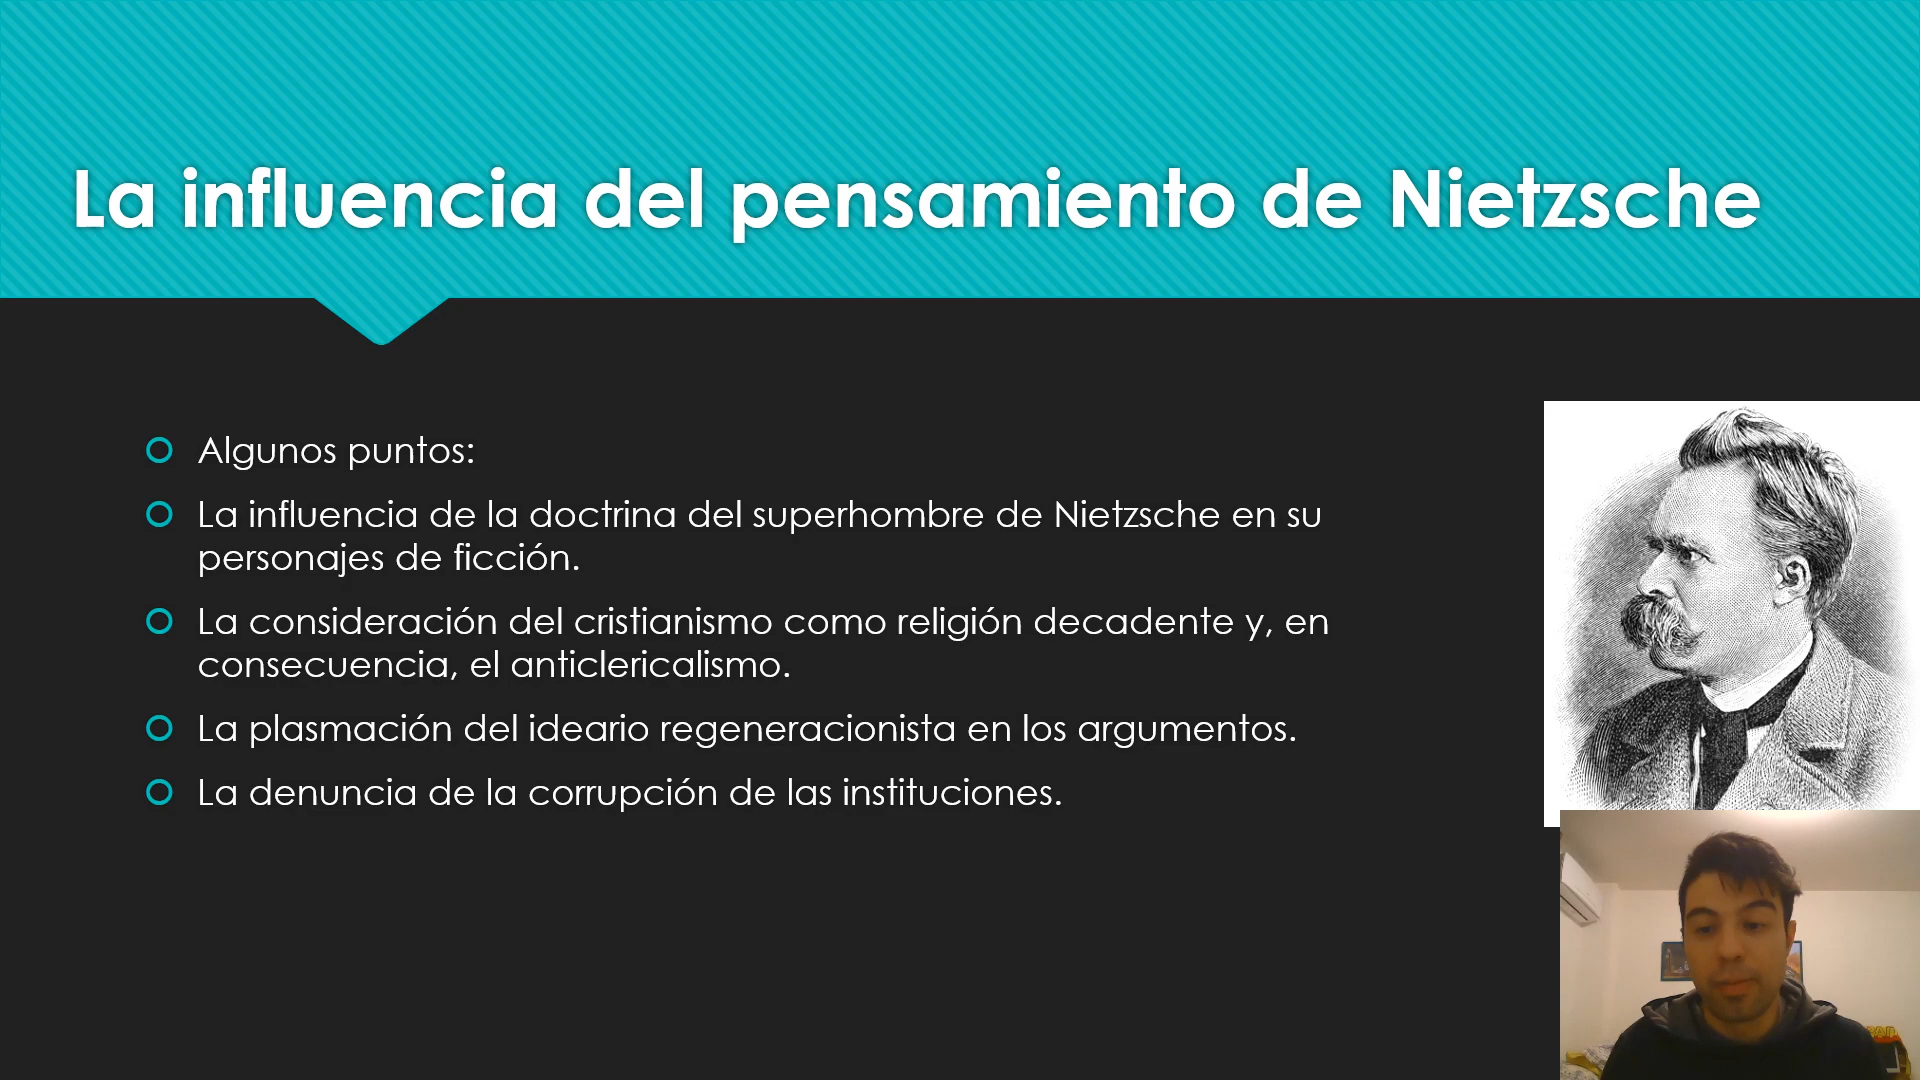 La influencia del pensamiento de Nietzsche
Algunos puntos:
La influencia de la doctrina del superhombre de Nietzsche en su
personajes de ficción.
La consideración del cristianismo como religión decadente y, en
consecuencia, el anticlericalismo.
La plasmación del ideario regeneracionista en los argumentos.
La denuncia de la corrupción de las instituciones.